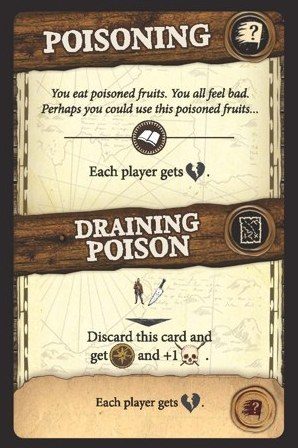 POISONING
You eat poisoned fruits. You all feel bad.
Perhaps you could use this poisoned fruits...
Each player gets .
DRAINING
POISON
Discard this card and
get and +1 .
Each player gets .